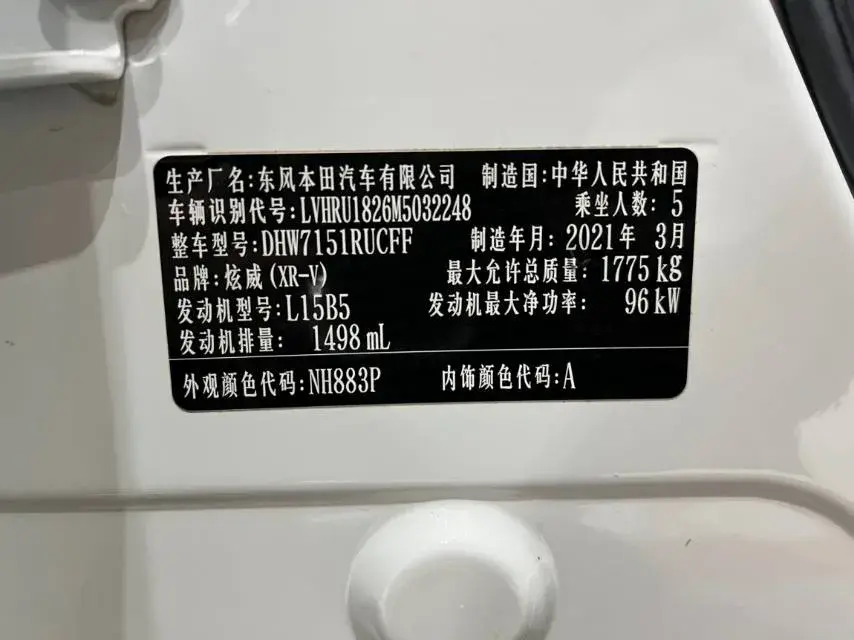 生产厂名:东风本田汽车有限公司 制造国:中华人民共和国
车辆识别代号:LVHRU1826M5032248 乘坐人数: 5
整车型号:DHW7151RUCFF 制造年月: 2021年 3月
品牌:炫威(XR-V) 最大允许总质量: 1775kg
发动机型号:L15B5 发动机最大净功率: 96kW
发动机排量: 1498 mL
外观颜色代码:NH883P 内饰颜色代码:A